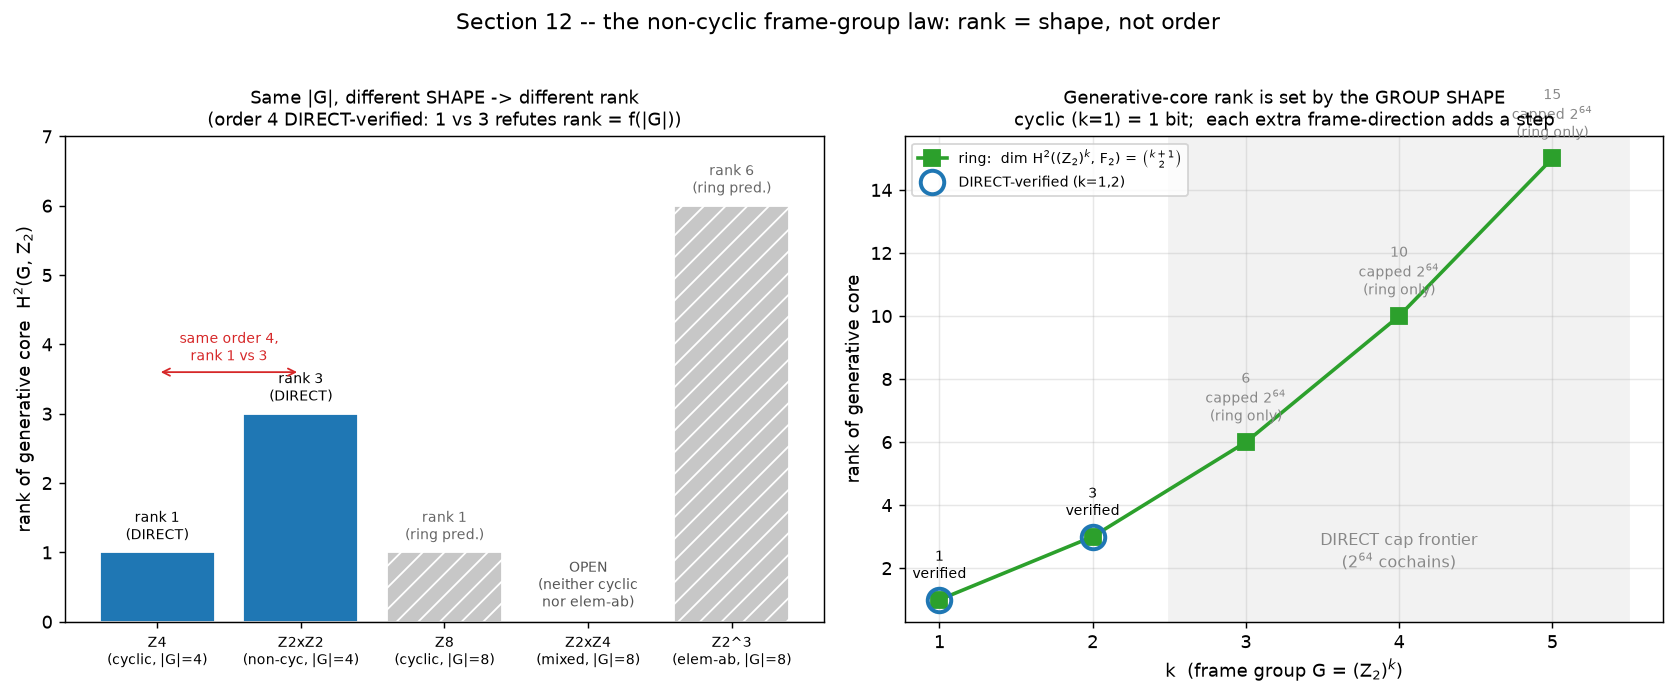 Section 12 -- the non-cyclic frame-group law: rank = shape, not order
Same |G|, different SHAPE -> different rank
(order 4 DIRECT-verified: 1 vs 3 refutes rank = f(|G|))
rank of generative core H²(G, Z₂)
7
6
5
4
3
2
1
0
rank 1
(DIRECT)
same order 4,
rank 1 vs 3
rank 3
(DIRECT)
rank 1
(ring pred.)
OPEN
(neither cyclic
nor elem-ab)
rank 6
(ring pred.)
Z4
(cyclic, |G|=4)
Z2xZ2
(non-cyc, |G|=4)
Z8
(cyclic, |G|=8)
Z2xZ4
(mixed, |G|=8)
Z2^3
(elem-ab, |G|=8)
Generative-core rank is set by the GROUP SHAPE
cyclic (k=1) = 1 bit; each extra frame-direction adds a step
ring: dim H²((Z₂)ᵏ, F₂) = (k+1 2)
DIRECT-verified (k=1,2)
rank of generative core
14
12
10
8
6
4
2
1
verified
3
verified
6
capped 2⁶⁴
(ring only)
10
capped 2⁶⁴
(ring only)
15
capped 2⁶⁴
(ring only)
DIRECT cap frontier
(2⁶⁴ cochains)
1
2
3
4
5
k (frame group G = (Z₂)ᵏ)